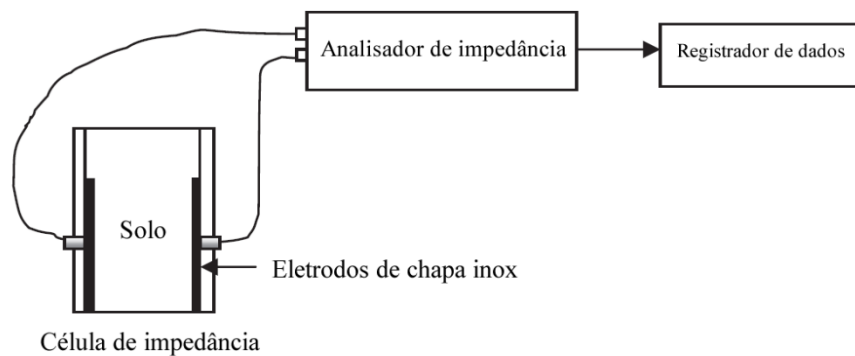 Analisador de impedância
Registrador de dados
Solo
Eletrodos de chapa inox
Célula de impedância